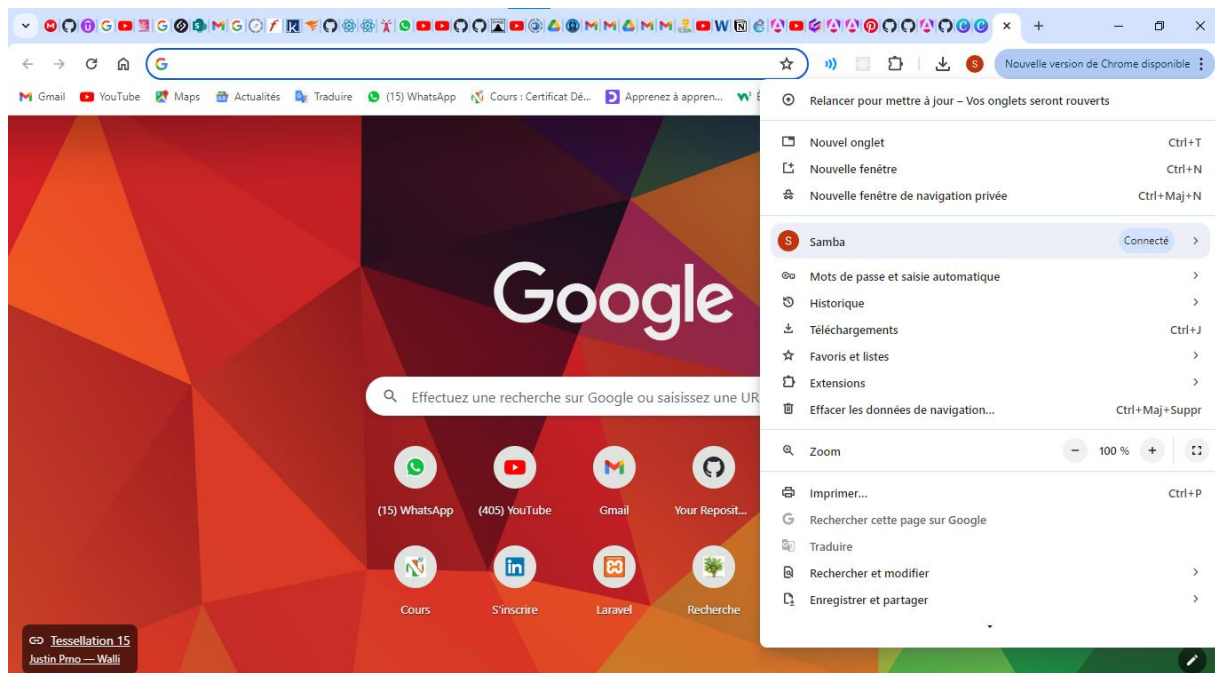 Nouvelle version de Chrome disponible
Gmail
YouTube
Maps
Actualités
Traduire
(15) WhatsApp
Cours : Certificat Dé...
Apprenez à appren...
Relancer pour mettre à jour – Vos onglets seront rouverts
Nouvel onglet Ctrl+T
Nouvelle fenêtre Ctrl+N
Nouvelle fenêtre de navigation privée Ctrl+Maj+N
S Samba Connecté
Mots de passe et saisie automatique
Historique
Téléchargements Ctrl+J
Favoris et listes
Extensions
Effacer les données de navigation... Ctrl+Maj+Suppr
Zoom - 100 % +
Imprimer... Ctrl+P
Rechercher cette page sur Google
Traduire
Rechercher et modifier
Enregistrer et partager
Google
Effectuez une recherche sur Google ou saisissez une UR
(15) WhatsApp
(405) YouTube
Gmail
Your Reposit...
Cours
S'inscrire
Laravel
Recherche
Tessellation 15
Justin Prno — Walli